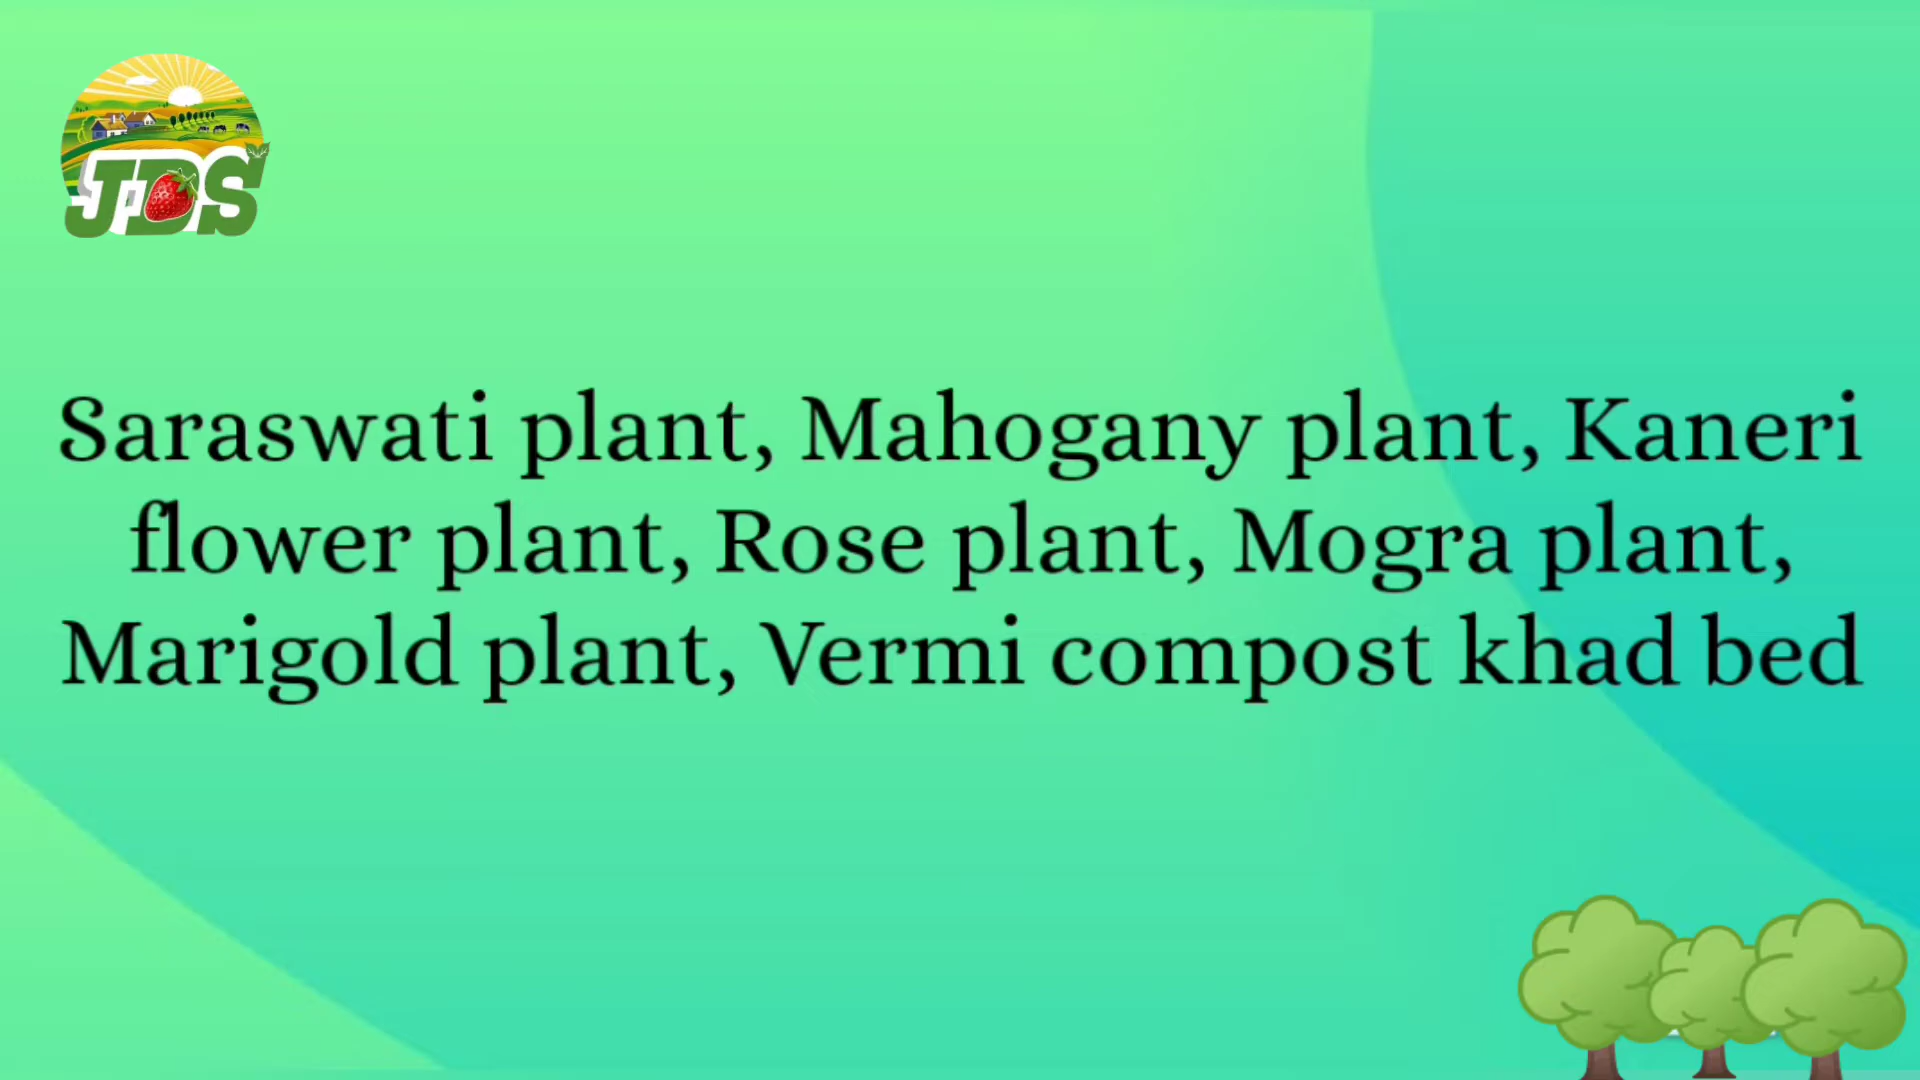 JDS
Saraswati plant, Mahogany plant, Kaneri
flower plant, Rose plant, Mogra plant,
Marigold plant, Vermi compost khad bed